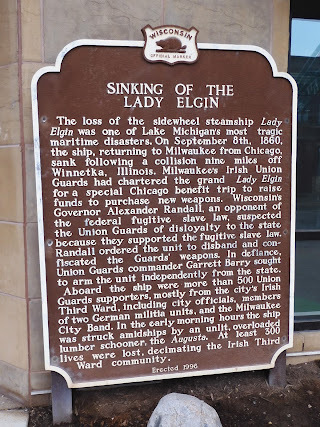 WISCONSIN
OFFICIAL MARKER
SINKING OF THE
LADY ELGIN
The loss of the sidewheel steamship Lady
Elgin was one of Lake Michigan's most tragic
maritime disasters. On September 8th, 1860,
the ship, returning to Milwaukee from Chicago,
sank following a collision nine miles off
Winnetka, Illinois. Milwaukee's Irish Union
Guards had chartered the grand Lady Elgin
for a special Chicago benefit trip to raise
funds to purchase new weapons. Wisconsin's
Governor Alexander Randall, an opponent of
the federal fugitive slave law, suspected
the Union Guards of disloyalty to the state
because they supported the fugitive slave law.
Randall ordered the unit to disband and con-
fiscated the Guards' weapons. In defiance,
Union Guards commander Garrett Barry sought
to arm the unit independently from the state.
Aboard the ship were more than 500 Union
Guards supporters, mostly from the city's Irish
Third Ward, including city officials, members
of two German militia units, and the Milwaukee
City Band. In the early morning hours the ship
was struck amidships by an unlit, overloaded
lumber schooner, the Augusta. At least 300
lives were lost, decimating the Irish Third
Ward community.
Erected 1996